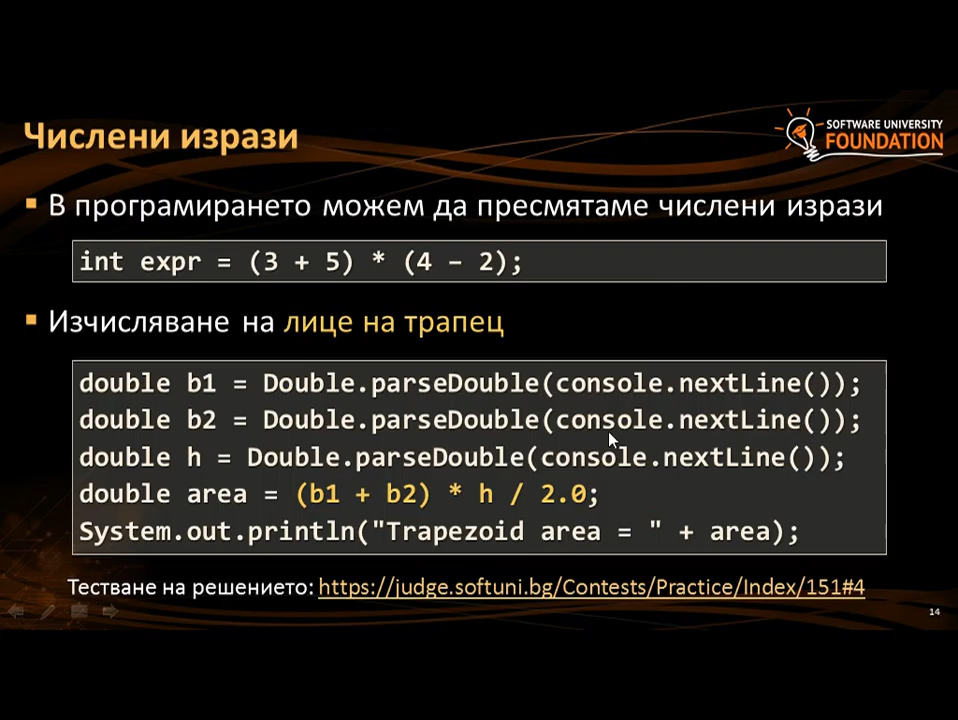 Числени изрази
SOFTWARE UNIVERSITY
FOUNDATION
В програмирането можем да пресмятаме числени изрази
int expr = (3 + 5) * (4 – 2);
Изчисляване на лице на трапец
double b1 = Double.parseDouble(console.nextLine());
double b2 = Double.parseDouble(console.nextLine());
double h = Double.parseDouble(console.nextLine());
double area = (b1 + b2) * h / 2.0;
System.out.println("Trapezoid area = " + area);
Тестване на решението: https://judge.softuni.bg/Contests/Practice/Index/151#4
14